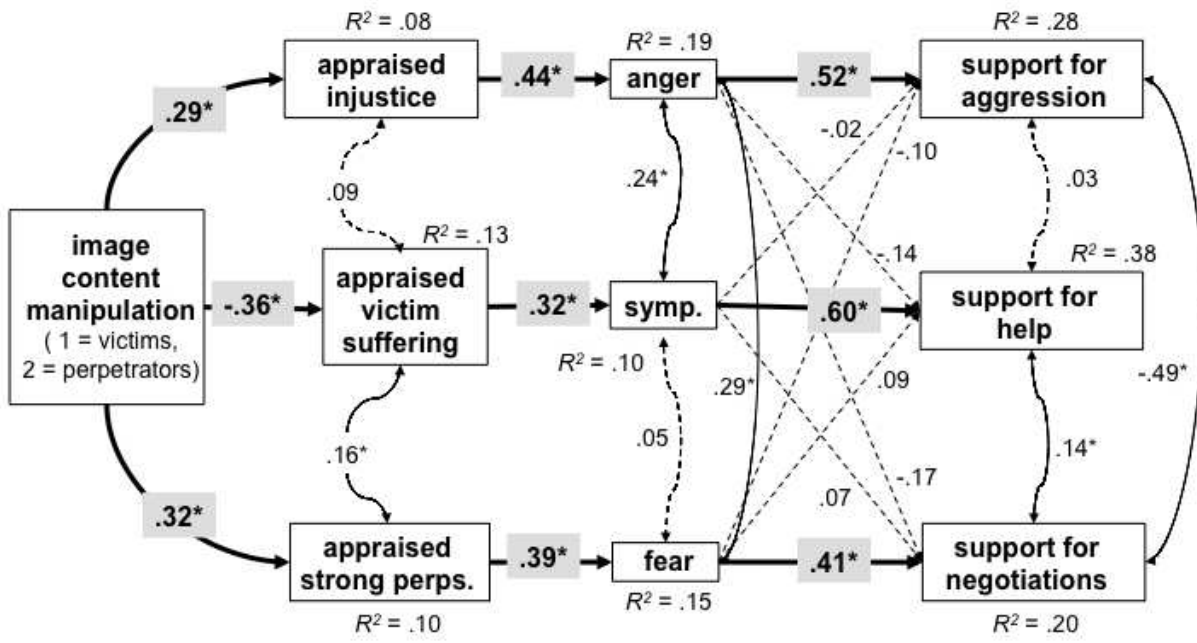 R² = .08
R² = .28
R² = .19
appraised
injustice
.44*
anger
.52*
support for
aggression
.29*
-.02
-.10
.09
.24*
.03
image
content
manipulation
( 1 = victims,
2 = perpetrators)
R² = .13
-.14
R² = .38
-.36*
appraised
victim
suffering
.32*
symp.
.60*
support for
help
R² = .10
.29*
.09
-.49*
.16*
.05
.14*
-.17
.07
.32*
appraised
strong perps.
.39*
fear
.41*
support for
negotiations
R² = .10
R² = .15
R² = .20